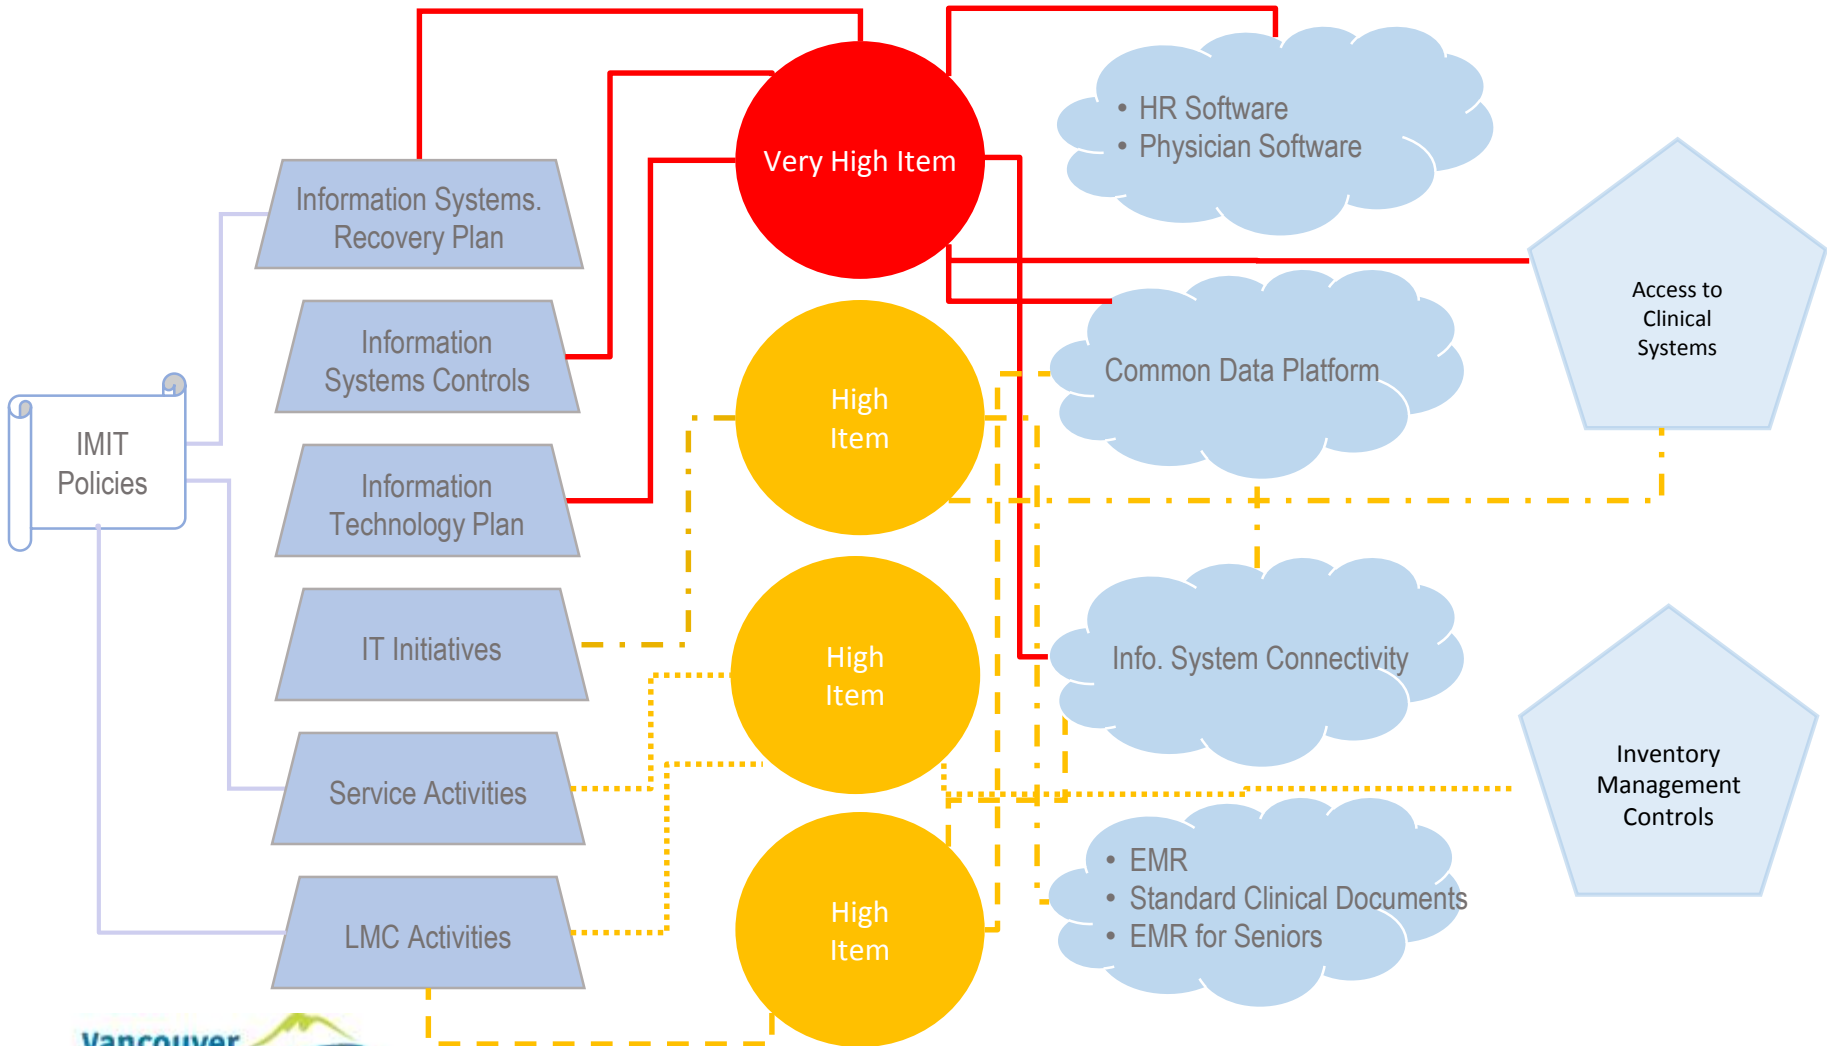 IMIT
Policies
Information Systems.
Recovery Plan
Information
Systems Controls
Information
Technology Plan
IT Initiatives
Service Activities
LMC Activities
Very High Item
High
Item
High
Item
High
Item
• HR Software
• Physician Software
Common Data Platform
Info. System Connectivity
• EMR
• Standard Clinical Documents
• EMR for Seniors
Access to
Clinical
Systems
Inventory
Management
Controls
Vancouver